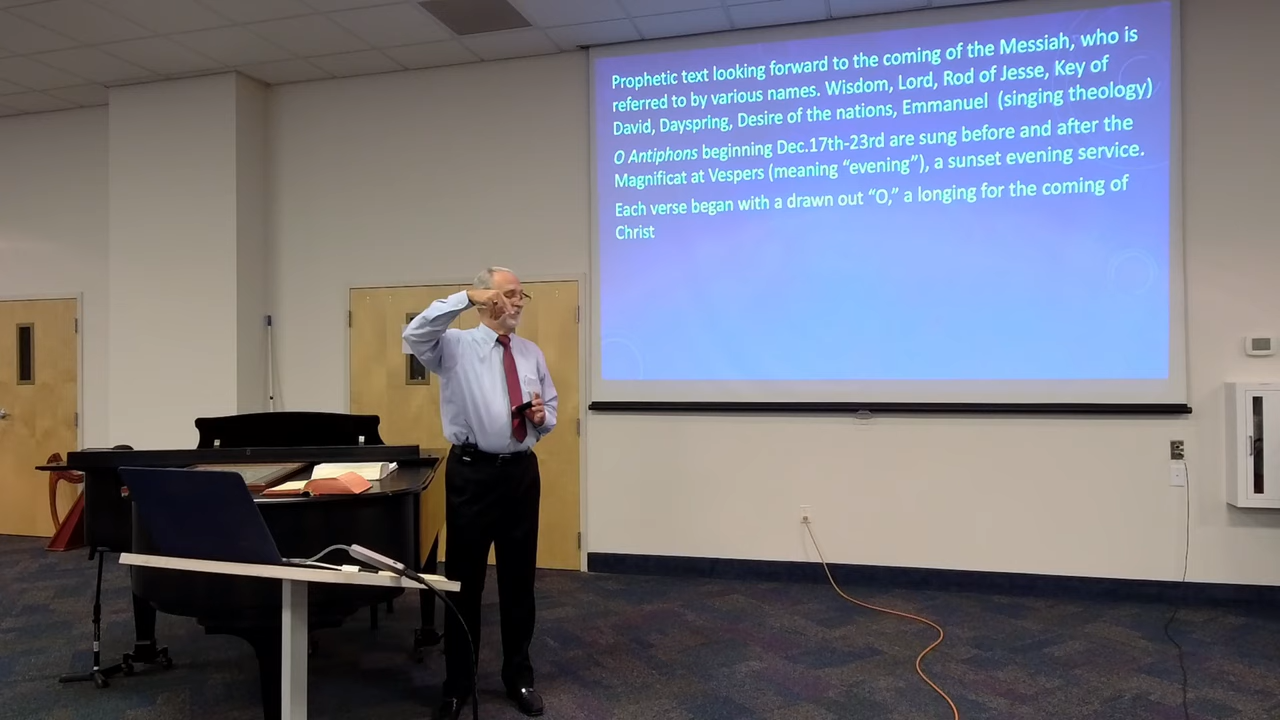 Prophetic text looking forward to the coming of the Messiah, who is
referred to by various names. Wisdom, Lord, Rod of Jesse, Key of
David, Dayspring, Desire of the nations, Emmanuel (singing theology)
O Antiphons beginning Dec.17th-23rd are sung before and after the
Magnificat at Vespers (meaning “evening”), a sunset evening service.
Each verse began with a drawn out “O,” a longing for the coming of
Christ